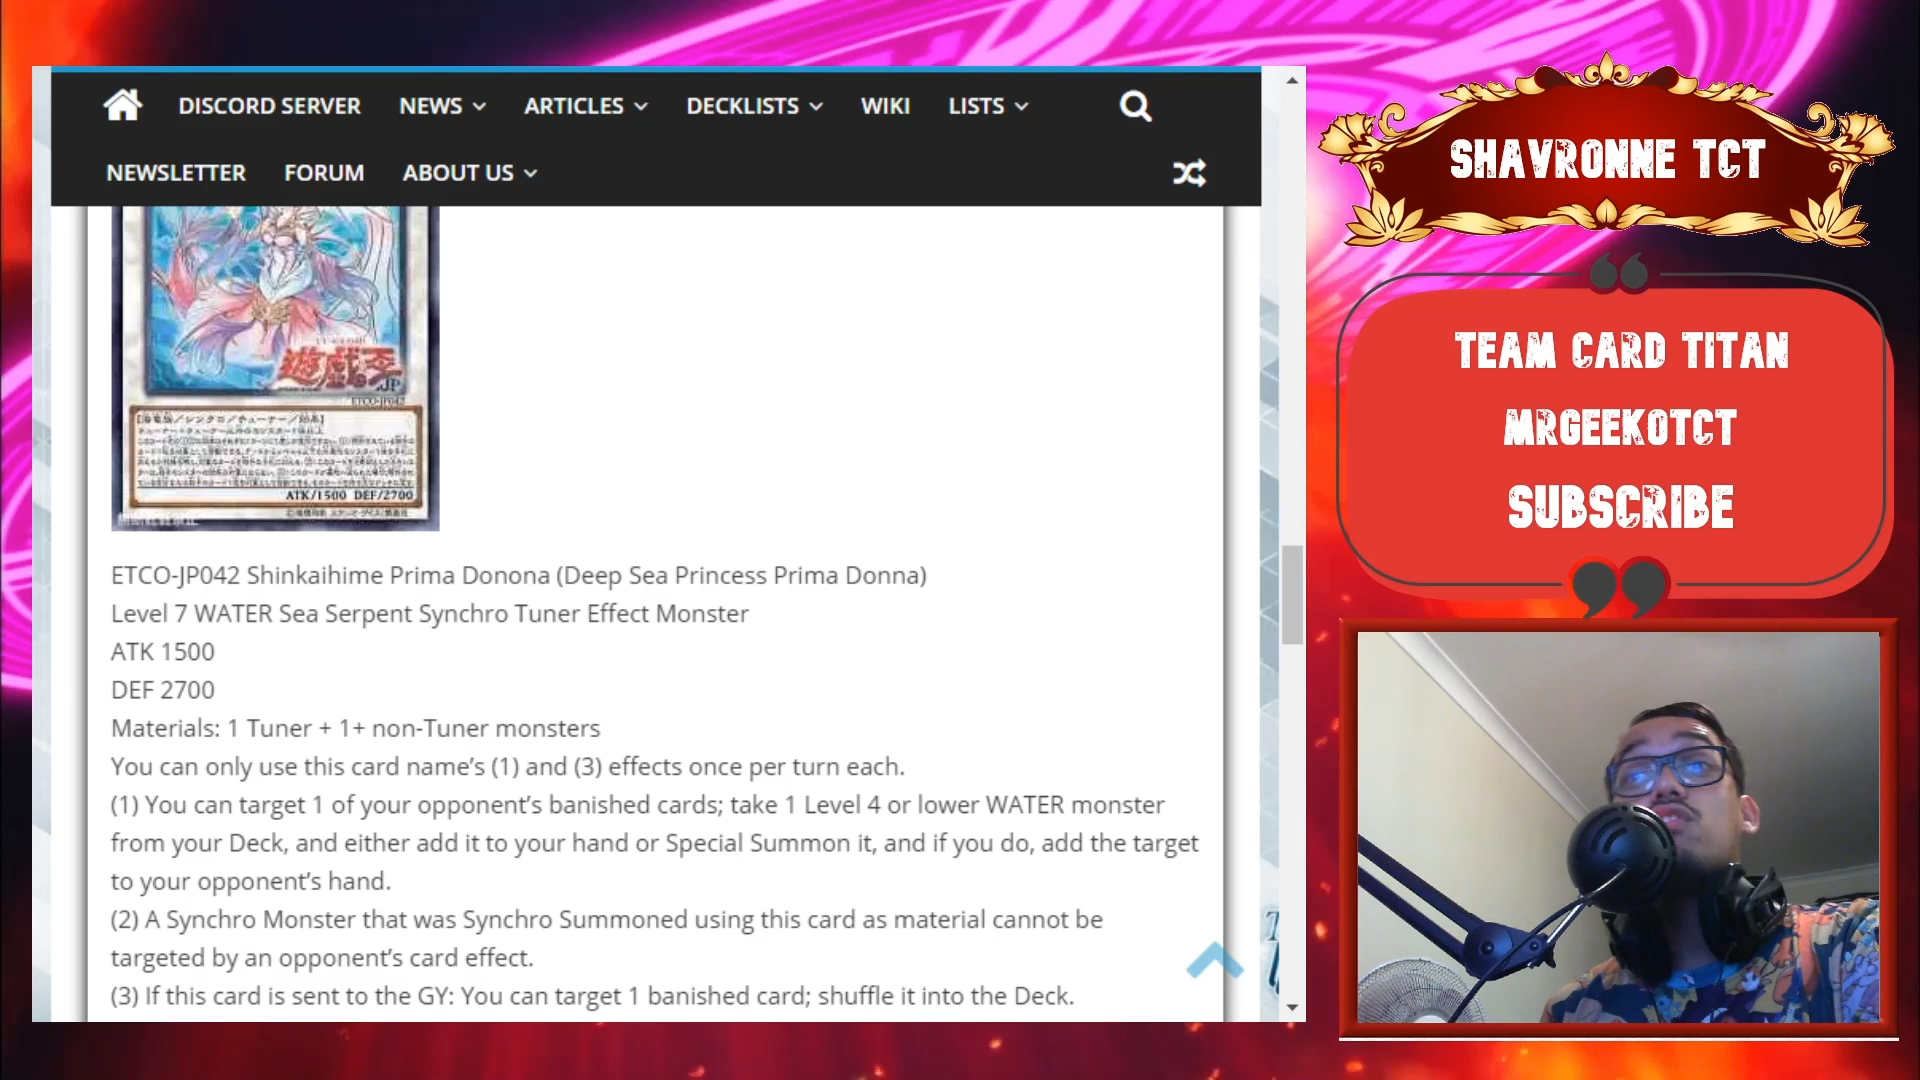 DISCORD SERVER NEWS ARTICLES DECKLISTS WIKI LISTS
NEWSLETTER FORUM ABOUT US
遊戯王
JP
ETCO-JP042
ATK/1500 DEF/2700
ETCO-JP042 Shinkaihime Prima Donona (Deep Sea Princess Prima Donna)
Level 7 WATER Sea Serpent Synchro Tuner Effect Monster
ATK 1500
DEF 2700
Materials: 1 Tuner + 1+ non-Tuner monsters
You can only use this card name’s (1) and (3) effects once per turn each.
(1) You can target 1 of your opponent’s banished cards; take 1 Level 4 or lower WATER monster
from your Deck, and either add it to your hand or Special Summon it, and if you do, add the target
to your opponent’s hand.
(2) A Synchro Monster that was Synchro Summoned using this card as material cannot be
targeted by an opponent’s card effect.
(3) If this card is sent to the GY: You can target 1 banished card; shuffle it into the Deck.
SHAVRONNE TCT
TEAM CARD TITAN
MRGEEKOTCT
SUBSCRIBE